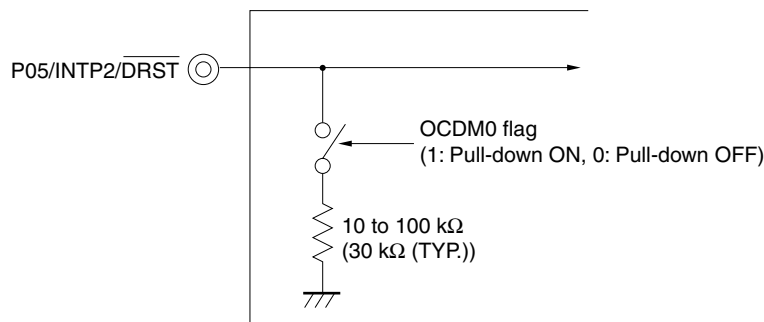 P05/INTP2/DRST
OCDM0 flag
(1: Pull-down ON, 0: Pull-down OFF)
10 to 100 kΩ
(30 kΩ (TYP.))